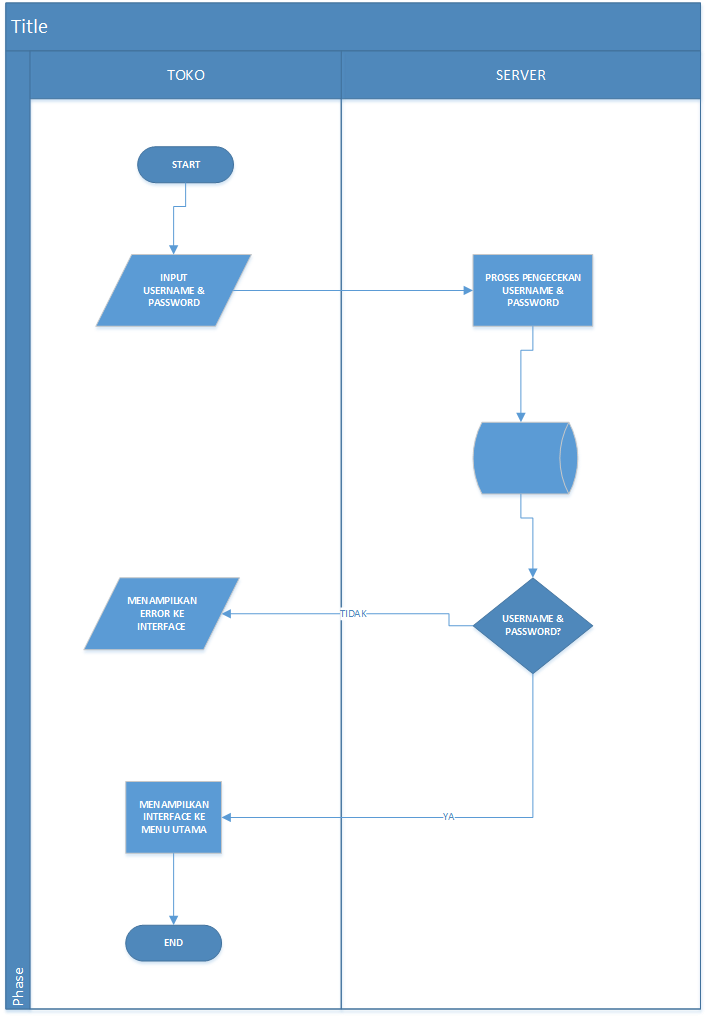 Title
TOKO
SERVER
START
INPUT
USERNAME &
PASSWORD
PROSES PENGECEKAN
USERNAME &
PASSWORD
MENAMPILKAN
ERROR KE
INTERFACE
TIDAK
USERNAME &
PASSWORD?
MENAMPILKAN
INTERFACE KE
MENU UTAMA
YA
END
Phase